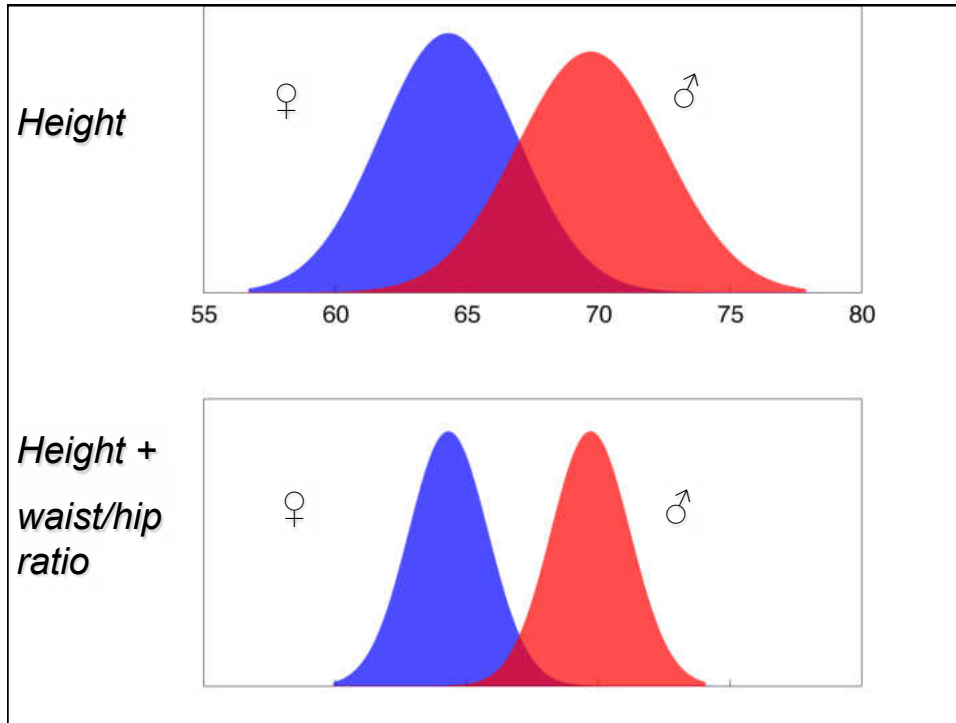 Height
♀
♂
55 60 65 70 75 80
Height +
waist/hip
ratio
♀
♂